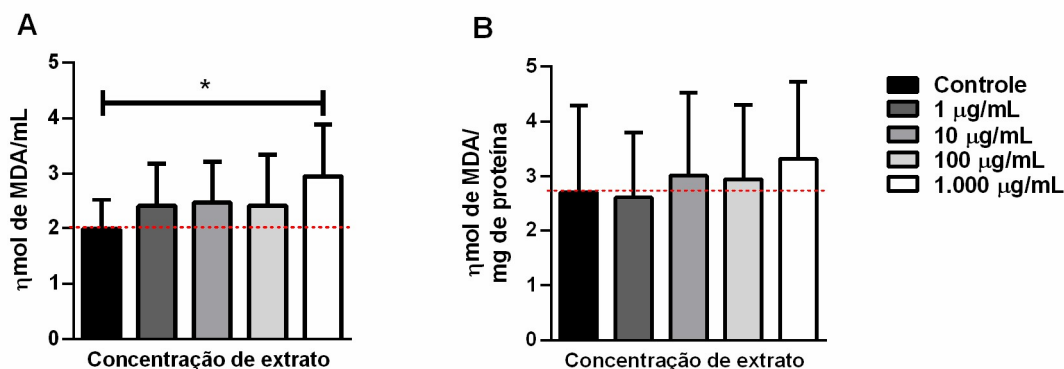 A
5
4
3
2
1
0
ηmol de MDA/mL
*
Concentração de extrato
B
5
4
3
2
1
0
ηmol de MDA/
mg de proteína
Concentração de extrato
Controle
1 μg/mL
10 μg/mL
100 μg/mL
1.000 μg/mL